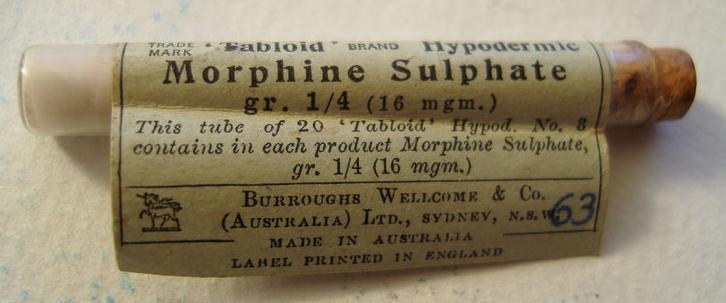 TRADE MARK 'Tabloid' BRAND Hypodermic
Morphine Sulphate
gr. 1/4 (16 mgm.)
This tube of 20 'Tabloid' Hypod. No. 8
contains in each product Morphine Sulphate,
gr. 1/4 (16 mgm.)
BURROUGHS WELLCOME & Co.
(AUSTRALIA) LTD., SYDNEY, N.S.W.
63
MADE IN AUSTRALIA
LABEL PRINTED IN ENGLAND